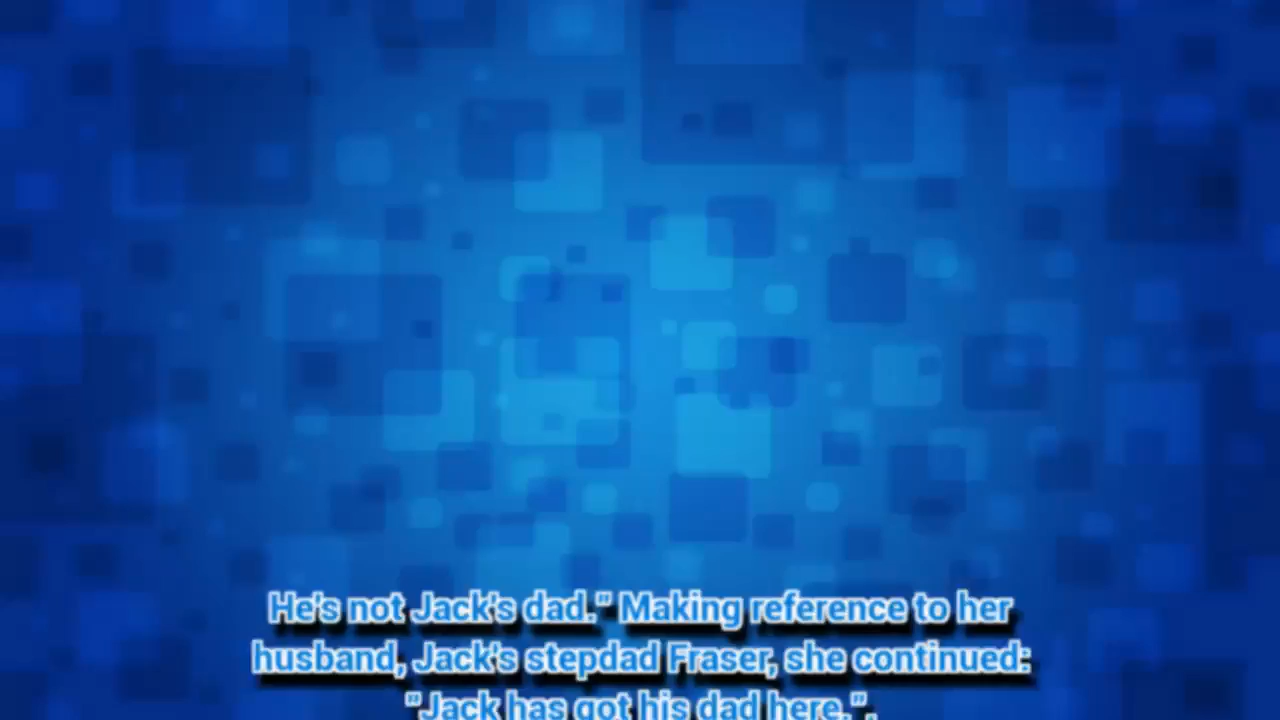 He's not Jack's dad." Making reference to her
husband, Jack's stepdad Fraser, she continued:
"Jack has got his dad here.".